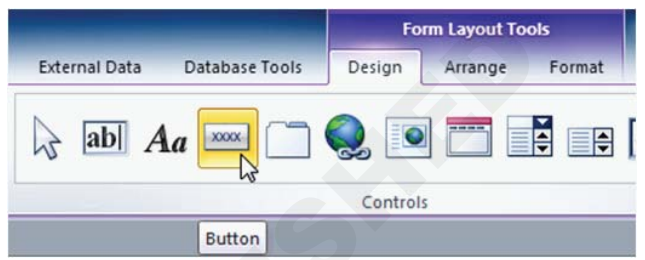 Form Layout Tools
External Data Database Tools Design Arrange Format
ab Aa XXXX
Controls
Button